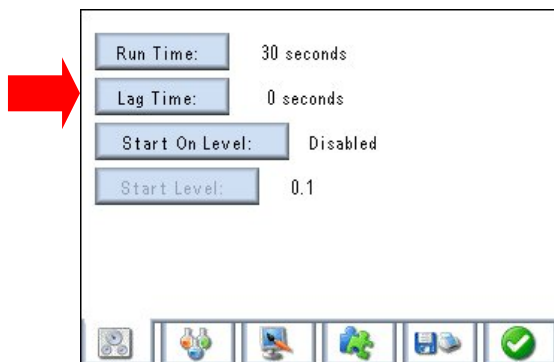 Run Time: 30 seconds
Lag Time: 0 seconds
Start On Level: Disabled
Start Level: 0.1